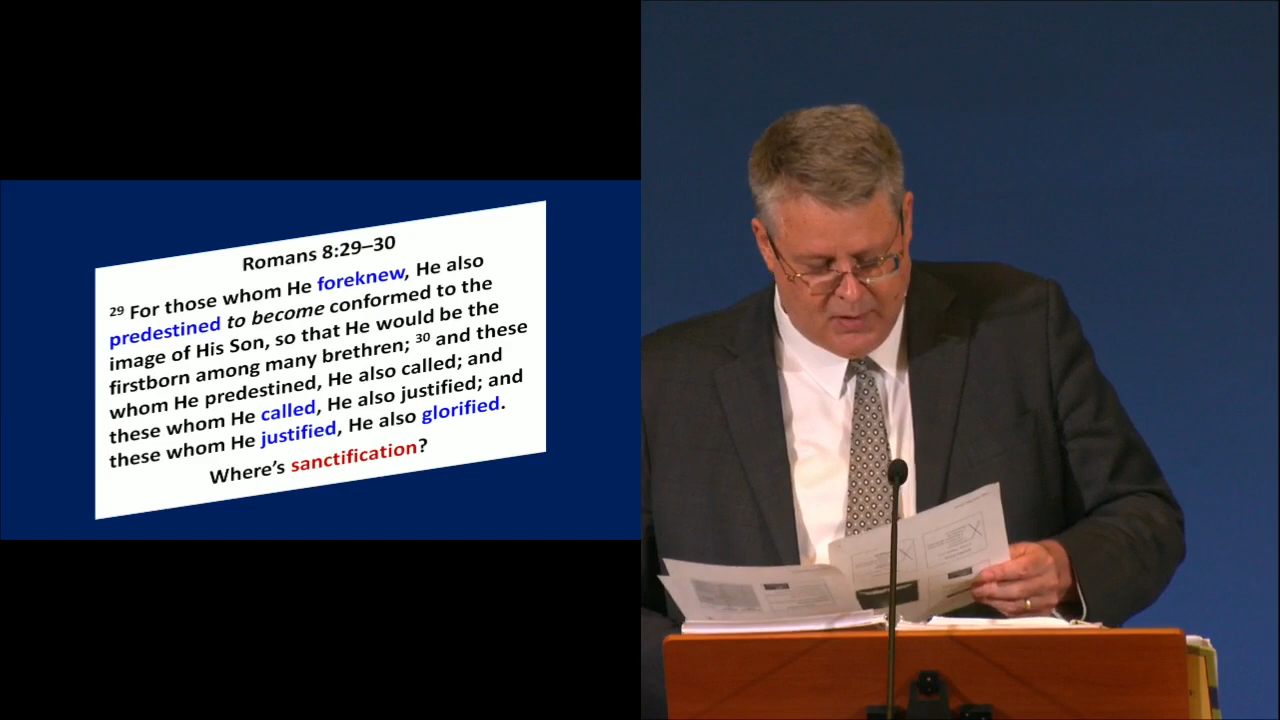 Romans 8:29–30
29 For those whom He foreknew, He also
predestined to become conformed to the
image of His Son, so that He would be the
firstborn among many brethren; 30 and these
whom He predestined, He also called; and
these whom He called, He also justified; and
these whom He justified, He also glorified.
Where’s sanctification?